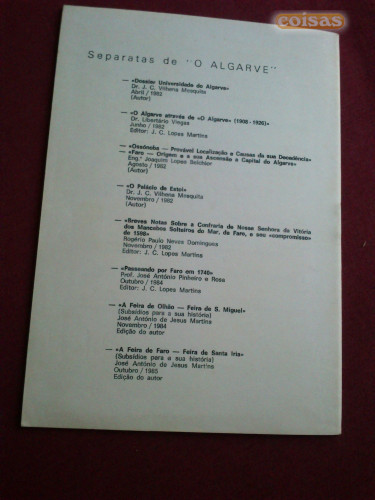 coisas
Separatas de "O ALGARVE"
— «Dossier Universidade do Algarve»
Dr. J. C. Vilhena Mesquita
Abril / 1982
(Autor)
— «O Algarve através de «O Algarve» (1908-1926)»
Dr. Libertário Viegas
Junho / 1982
Editor: J. C. Lopes Martins
— «Ossónoba — Provável Localização e Causas da sua Decadência»
— «Faro — Origem e a sua Ascensão a Capital do Algarve»
Eng.º Joaquim Lopes Belchior
Agosto / 1982
(Autor)
— «O Palácio de Estoi»
Dr. J. C. Vilhena Mesquita
Novembro / 1982
(Autor)
— «Breves Notas Sobre a Confraria de Nossa Senhora da Vitória
dos Mancebos Solteiros do Mar, de Faro, e seu «compromisso»
de 1598»
Rogério Paulo Neves Domingues
Novembro / 1982
Editor: J. C. Lopes Martins
— «Passeando por Faro em 1740»
Prof. José António Pinheiro e Rosa
Outubro / 1984
Editor: J. C. Lopes Martins
— «A Feira de Olhão — Feira de S. Miguel»
(Subsídios para a sua história)
José António de Jesus Martins
Novembro / 1984
Edição do autor
— «A Feira de Faro — Feira de Santa Iria»
(Subsídios para a sua história)
José António de Jesus Martins
Outubro / 1985
Edição do autor